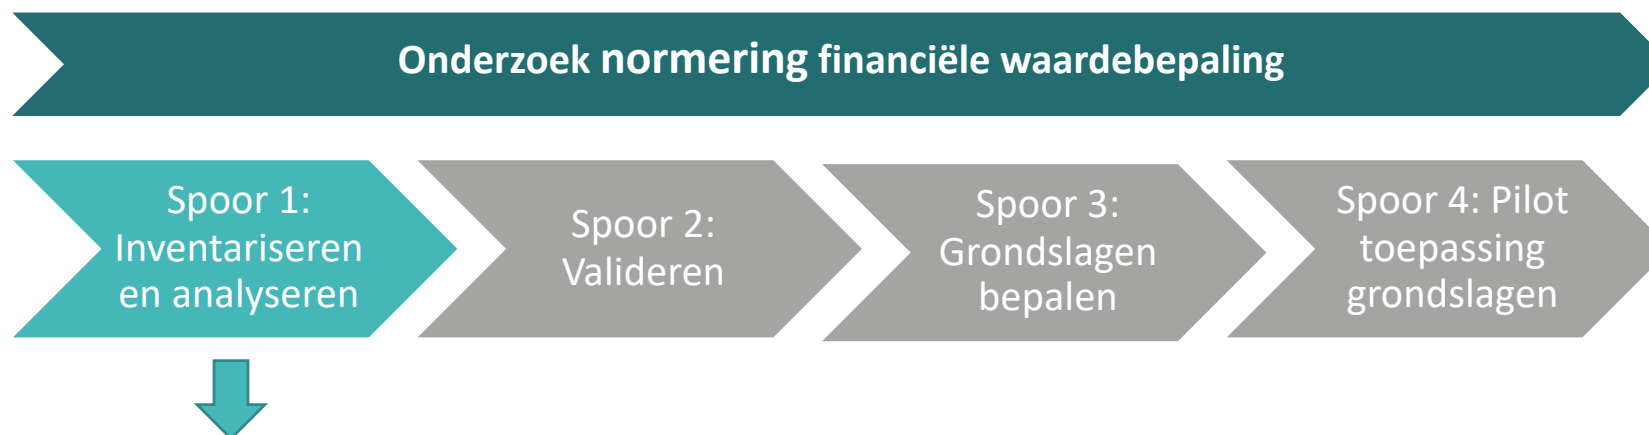 Onderzoek normering financiële waardebepaling
Spoor 1:
Inventariseren
en analyseren
Spoor 2:
Valideren
Spoor 3:
Grondslagen
bepalen
Spoor 4: Pilot
toepassing
grondslagen